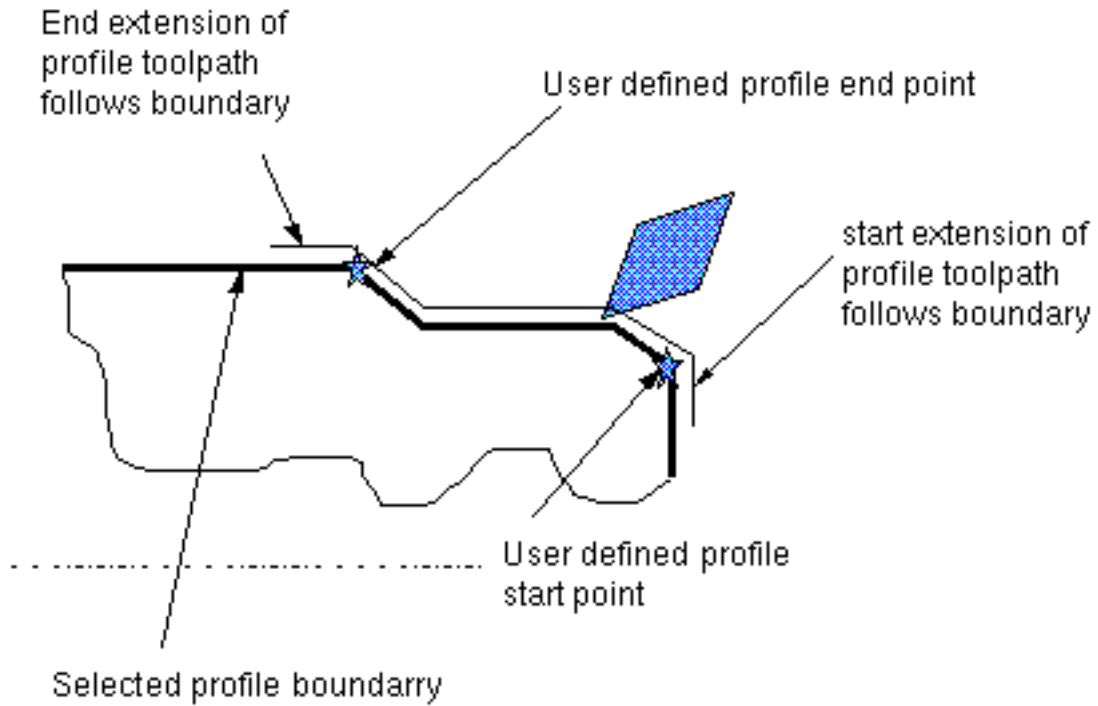 End extension of
profile toolpath
follows boundary
User defined profile end point
start extension of
profile toolpath
follows boundary
User defined profile
start point
Selected profile boundarry